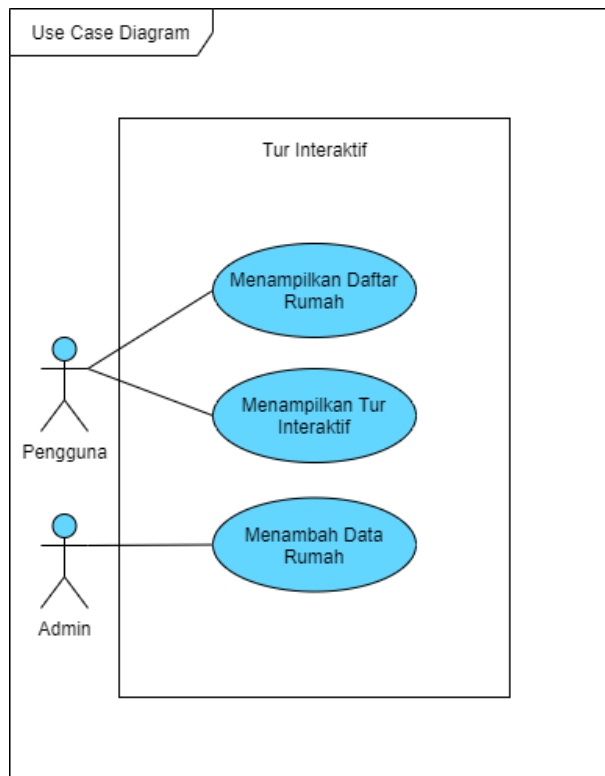 Use Case Diagram
Tur Interaktif
Menampilkan Daftar
Rumah
Menampilkan Tur
Interaktif
Pengguna
Menambah Data
Rumah
Admin